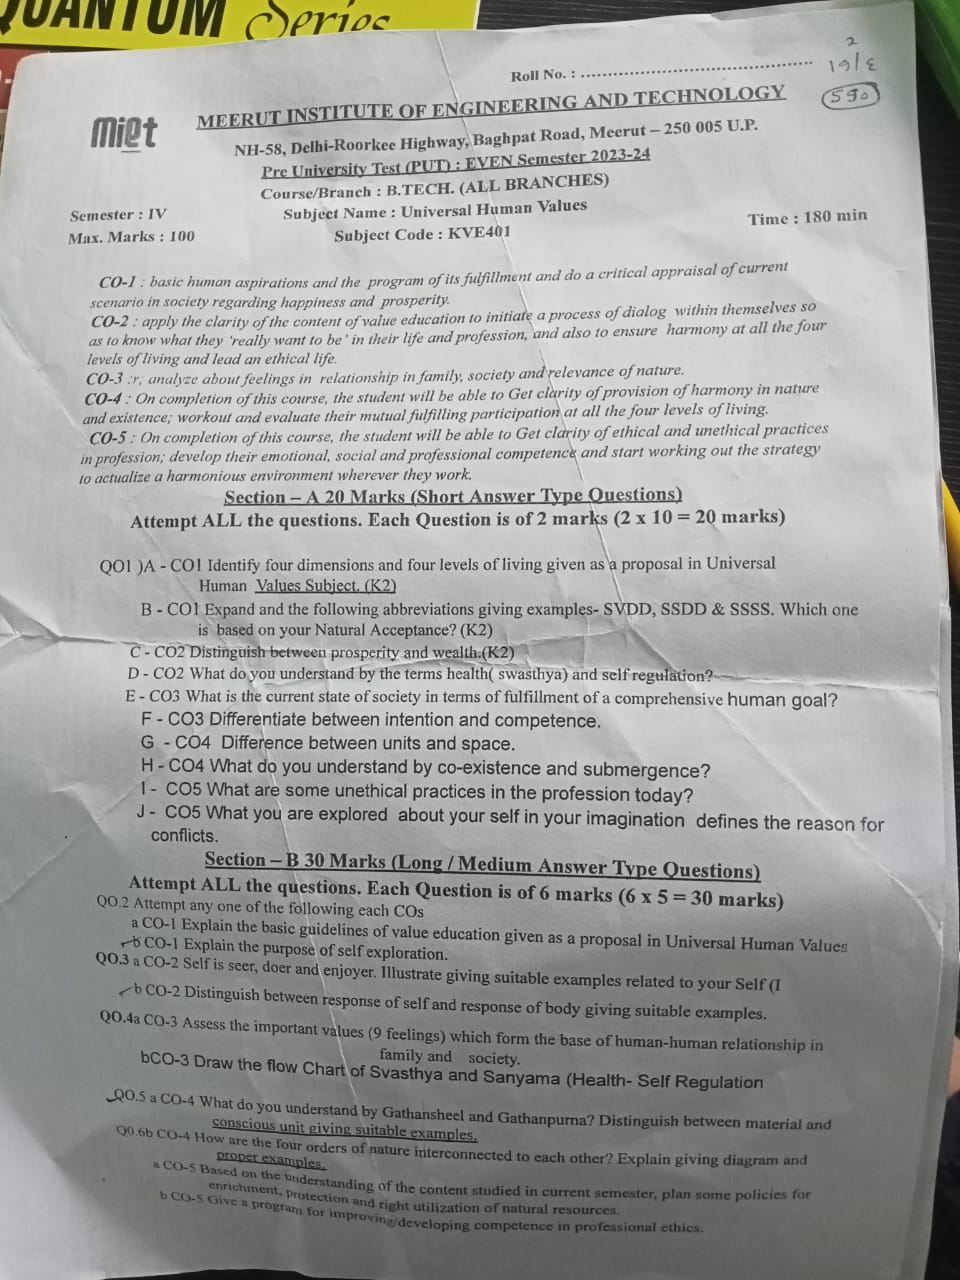 QUANTUM Series
2
Roll No. : ................................................ 19/ε
590
miet
MEERUT INSTITUTE OF ENGINEERING AND TECHNOLOGY
NH-58, Delhi-Roorkee Highway, Baghpat Road, Meerut – 250 005 U.P.
Pre University Test (PUT) : EVEN Semester 2023-24
Course/Branch : B.TECH. (ALL BRANCHES)
Semester : IV Subject Name : Universal Human Values Time : 180 min
Max. Marks : 100 Subject Code : KVE401
CO-1 : basic human aspirations and the program of its fulfillment and do a critical appraisal of current
scenario in society regarding happiness and prosperity.
CO-2 : apply the clarity of the content of value education to initiate a process of dialog within themselves so
as to know what they 'really want to be' in their life and profession, and also to ensure harmony at all the four
levels of living and lead an ethical life.
CO-3 :r; analyze about feelings in relationship in family, society and relevance of nature.
CO-4 : On completion of this course, the student will be able to Get clarity of provision of harmony in nature
and existence; workout and evaluate their mutual fulfilling participation at all the four levels of living.
CO-5 : On completion of this course, the student will be able to Get clarity of ethical and unethical practices
in profession; develop their emotional, social and professional competence and start working out the strategy
to actualize a harmonious environment wherever they work.
Section – A 20 Marks (Short Answer Type Questions)
Attempt ALL the questions. Each Question is of 2 marks (2 x 10 = 20 marks)
QO1 )A - CO! Identify four dimensions and four levels of living given as a proposal in Universal
Human Values Subject. (K2)
B - CO1 Expand and the following abbreviations giving examples- SVDD, SSDD & SSSS. Which one
is based on your Natural Acceptance? (K2)
C - CO2 Distinguish between prosperity and wealth.(K2)
D - CO2 What do you understand by the terms health( swasthya) and self regulation?
E - CO3 What is the current state of society in terms of fulfillment of a comprehensive human goal?
F - CO3 Differentiate between intention and competence.
G - CO4 Difference between units and space.
H - CO4 What do you understand by co-existence and submergence?
I - CO5 What are some unethical practices in the profession today?
J - CO5 What you are explored about your self in your imagination defines the reason for
conflicts.
Section – B 30 Marks (Long / Medium Answer Type Questions)
Attempt ALL the questions. Each Question is of 6 marks (6 x 5 = 30 marks)
QO.2 Attempt any one of the following each COs
a CO-1 Explain the basic guidelines of value education given as a proposal in Universal Human Values
b CO-1 Explain the purpose of self exploration.
QO.3 a CO-2 Self is seer, doer and enjoyer. Illustrate giving suitable examples related to your Self (I
b CO-2 Distinguish between response of self and response of body giving suitable examples.
QO.4a CO-3 Assess the important values (9 feelings) which form the base of human-human relationship in
family and society.
bCO-3 Draw the flow Chart of Svasthya and Sanyama (Health- Self Regulation
QO.5 a CO-4 What do you understand by Gathansheel and Gathanpurna? Distinguish between material and
conscious unit giving suitable examples.
Q0.6b CO-4 How are the four orders of nature interconnected to each other? Explain giving diagram and
proper examples.
a CO-5 Based on the understanding of the content studied in current semester, plan some policies for
enrichment, protection and right utilization of natural resources.
b CO-5 Give a program for improving/developing competence in professional ethics.